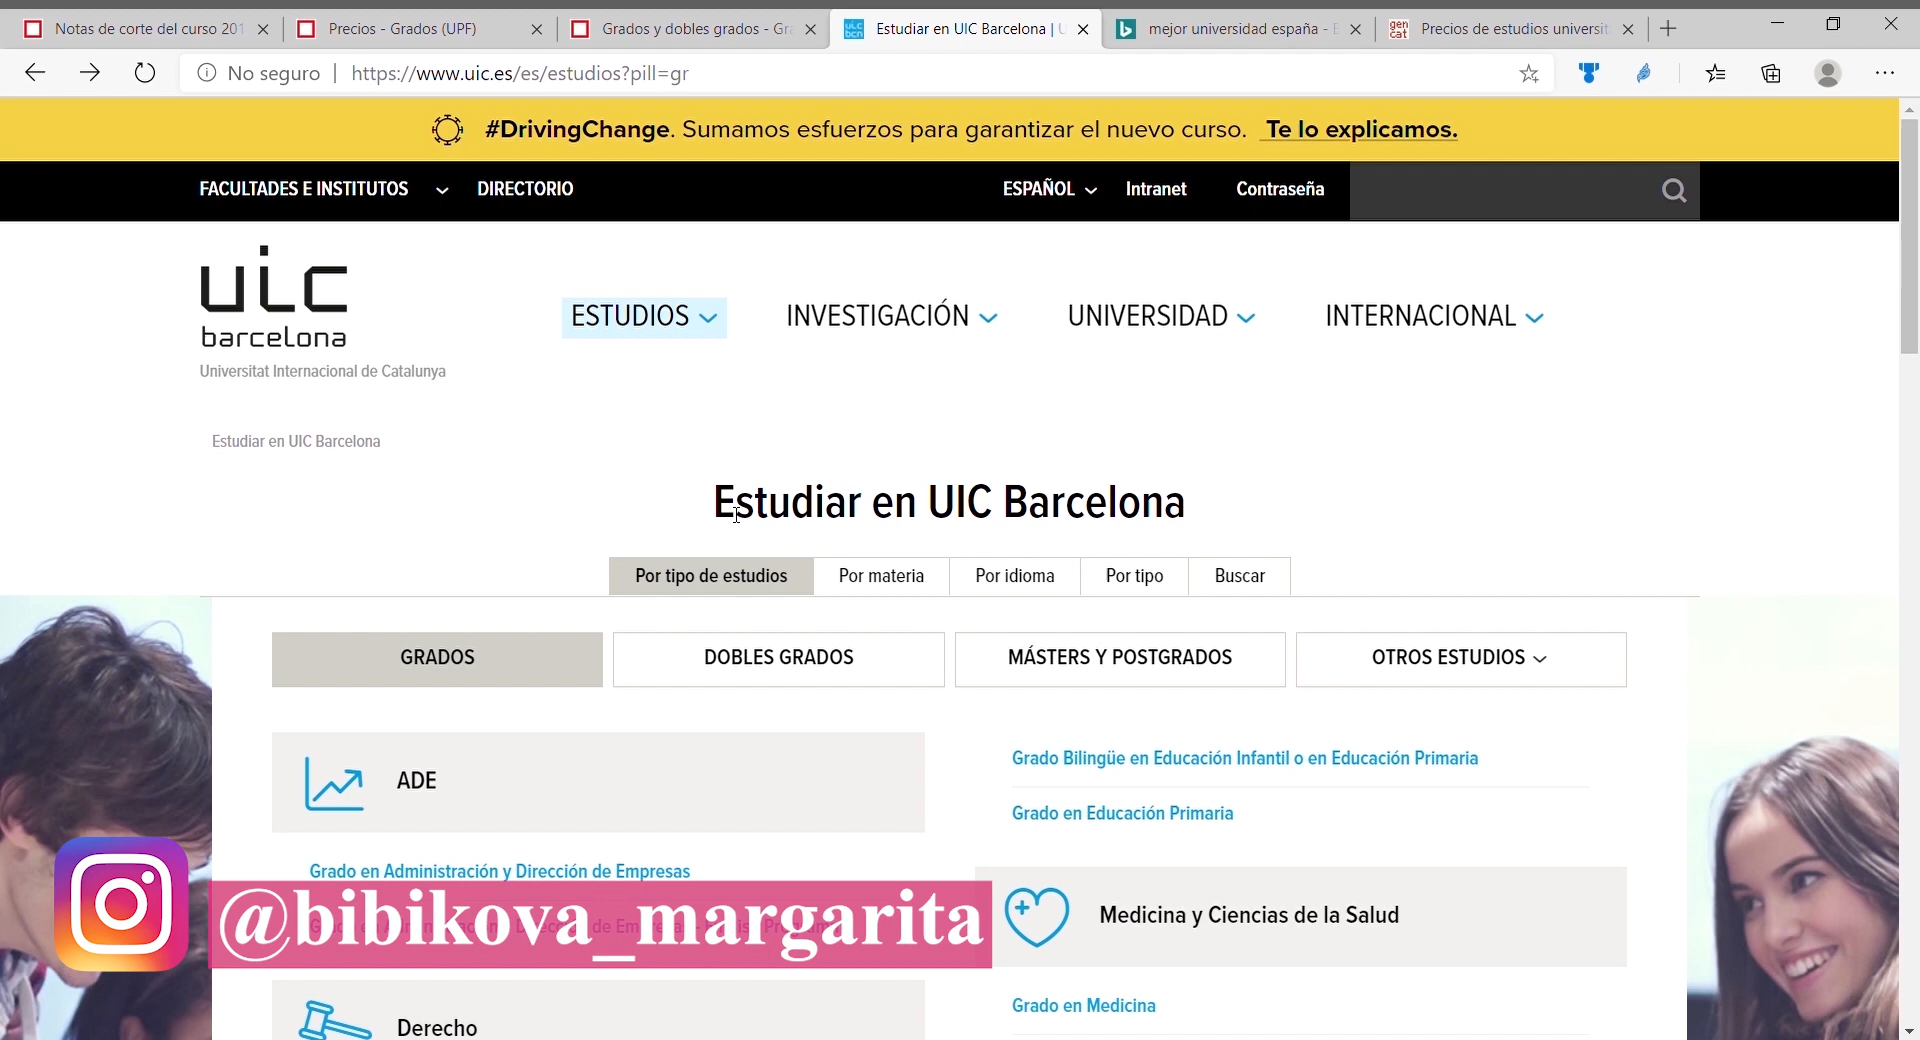 Notas de corte del curso 201
Precios - Grados (UPF)
Grados y dobles grados - Gra
Estudiar en UIC Barcelona | U
mejor universidad españa - B
Precios de estudios universit
No seguro
https://www.uic.es/es/estudios?pill=gr
#DrivingChange. Sumamos esfuerzos para garantizar el nuevo curso. Te lo explicamos.
FACULTADES E INSTITUTOS
DIRECTORIO
ESPAÑOL
Intranet
Contraseña
uic
barcelona
Universitat Internacional de Catalunya
ESTUDIOS
INVESTIGACIÓN
UNIVERSIDAD
INTERNACIONAL
Estudiar en UIC Barcelona
Estudiar en UIC Barcelona
Por tipo de estudios
Por materia
Por idioma
Por tipo
Buscar
GRADOS
DOBLES GRADOS
MÁSTERS Y POSTGRADOS
OTROS ESTUDIOS
ADE
Grado en Administración y Dirección de Empresas
Grado Bilingüe en Educación Infantil o en Educación Primaria
Grado en Educación Primaria
@bibikova_margarita
Medicina y Ciencias de la Salud
Derecho
Grado en Medicina